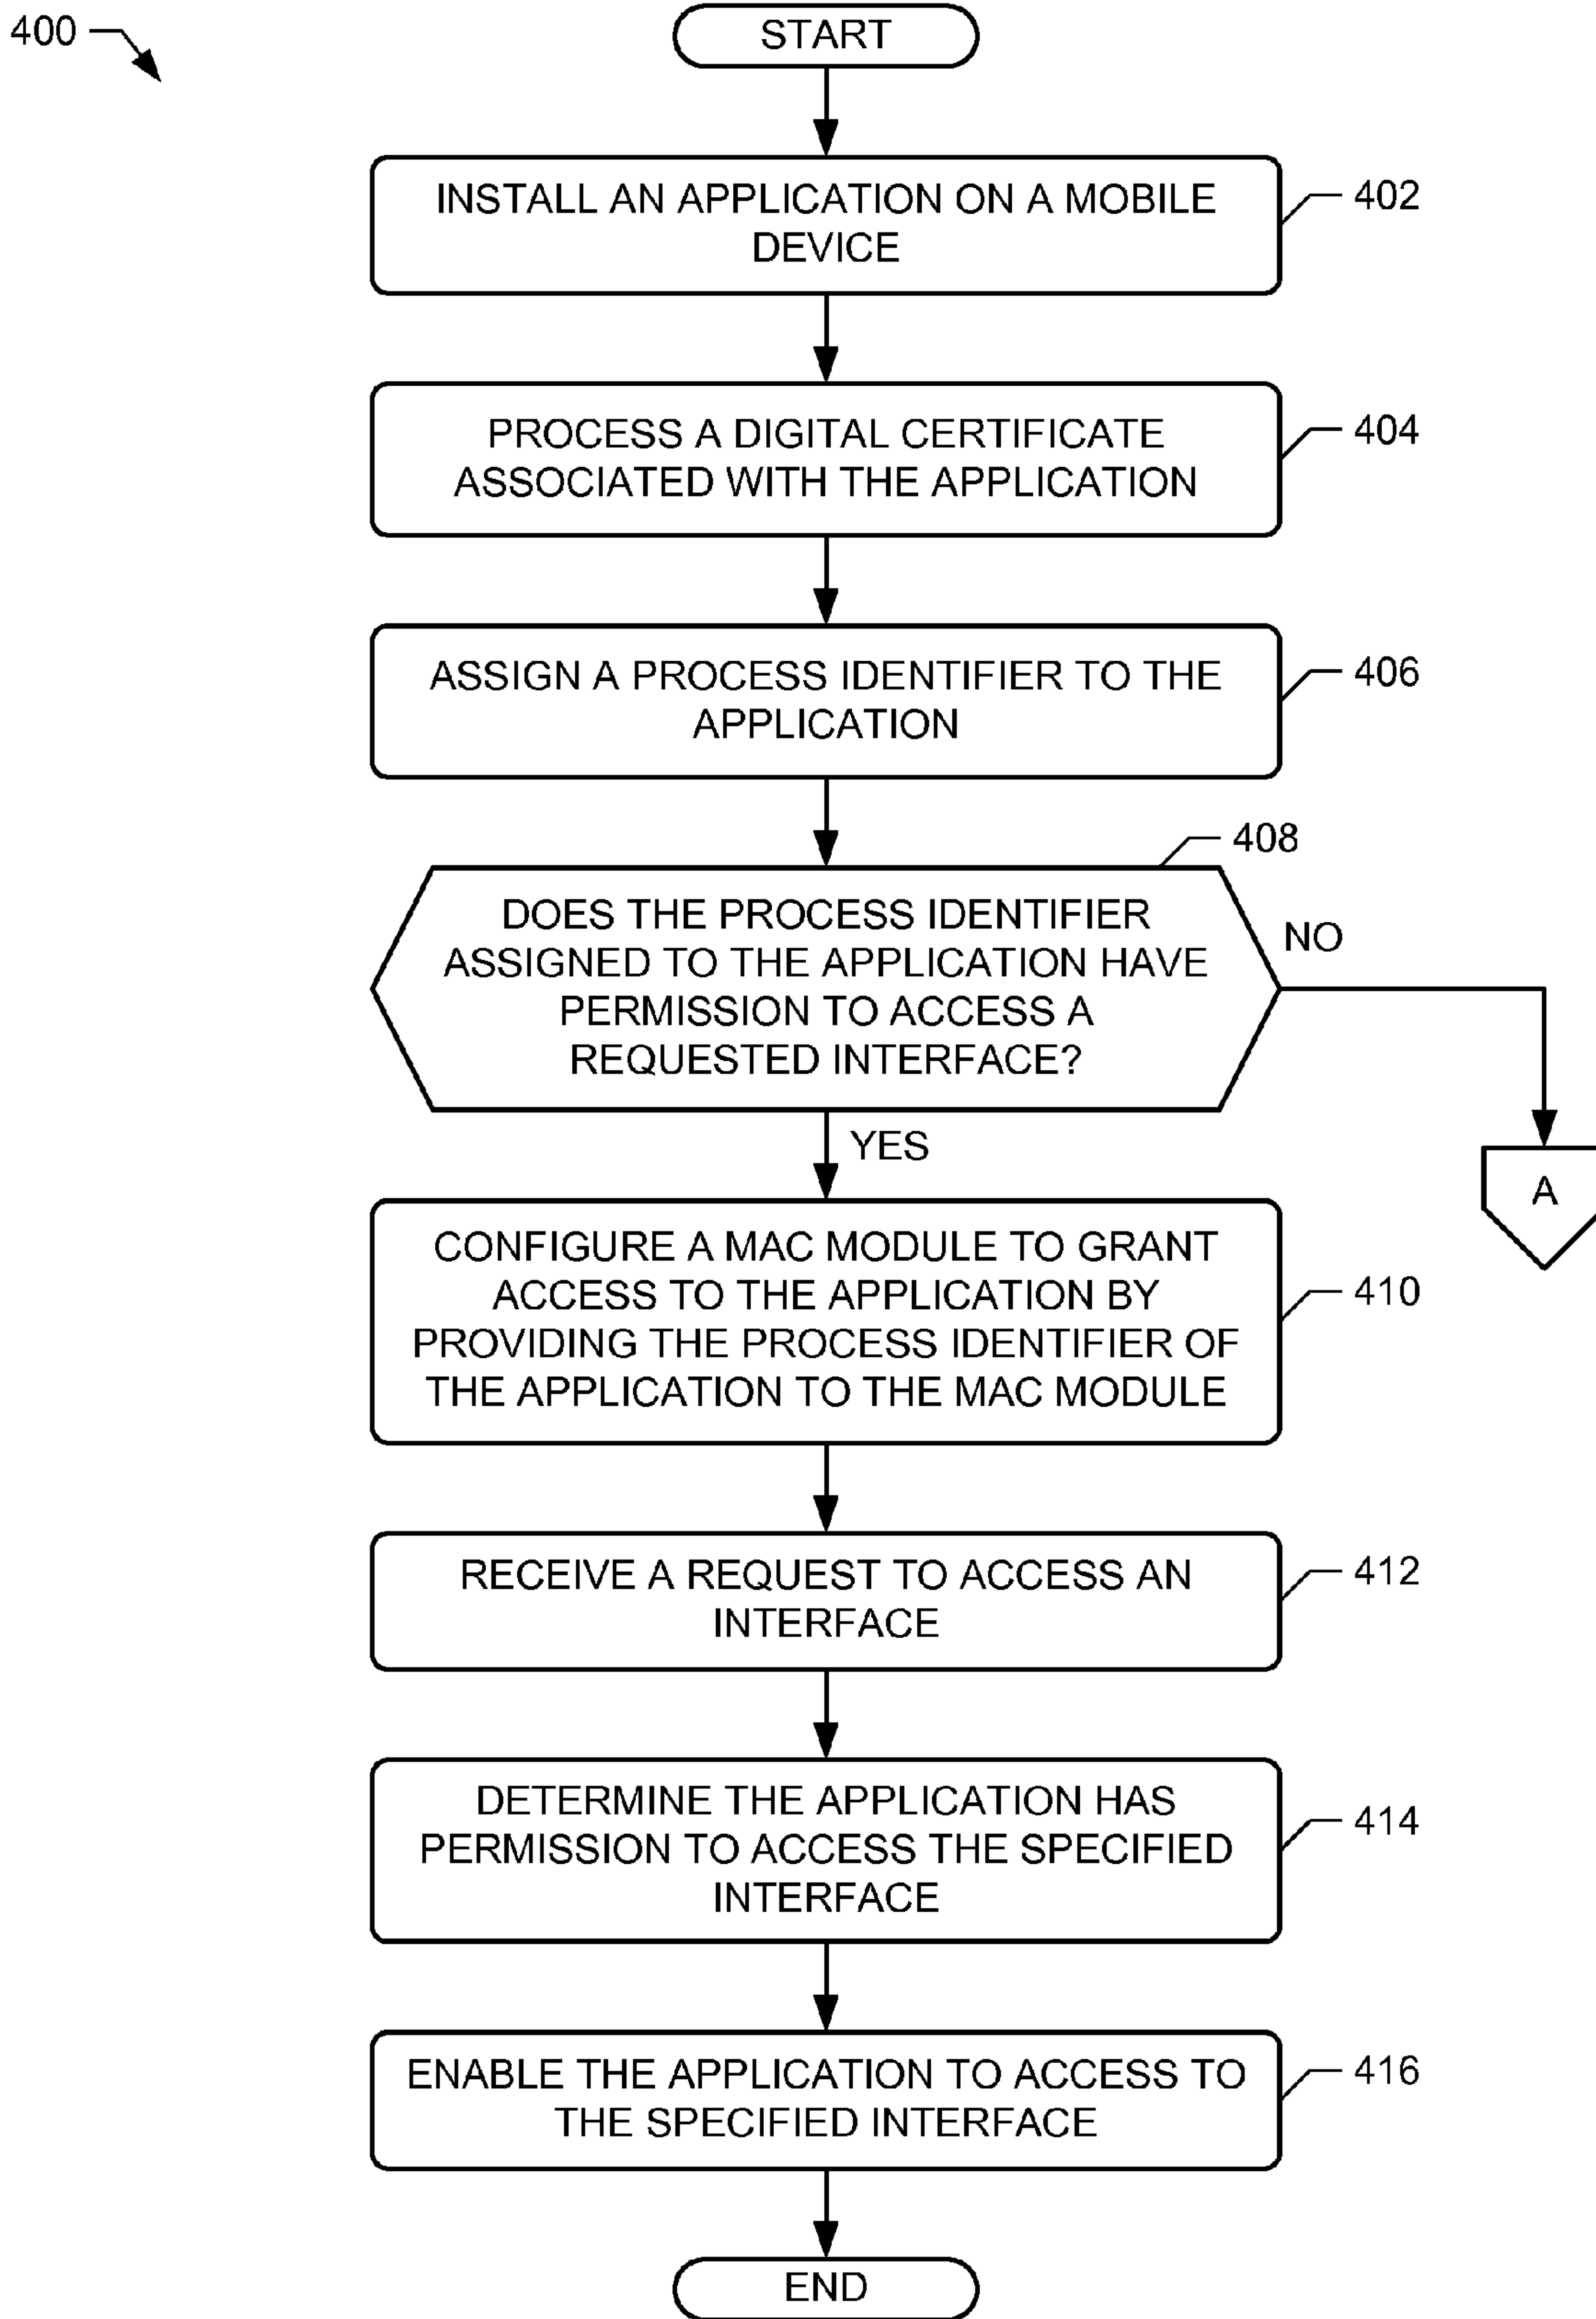 400
START
INSTALL AN APPLICATION ON A MOBILE
DEVICE
402
PROCESS A DIGITAL CERTIFICATE
ASSOCIATED WITH THE APPLICATION
404
ASSIGN A PROCESS IDENTIFIER TO THE
APPLICATION
406
408
DOES THE PROCESS IDENTIFIER
ASSIGNED TO THE APPLICATION HAVE
PERMISSION TO ACCESS A
REQUESTED INTERFACE?
NO
YES
A
CONFIGURE A MAC MODULE TO GRANT
ACCESS TO THE APPLICATION BY
PROVIDING THE PROCESS IDENTIFIER OF
THE APPLICATION TO THE MAC MODULE
410
RECEIVE A REQUEST TO ACCESS AN
INTERFACE
412
DETERMINE THE APPLICATION HAS
PERMISSION TO ACCESS THE SPECIFIED
INTERFACE
414
ENABLE THE APPLICATION TO ACCESS TO
THE SPECIFIED INTERFACE
416
END